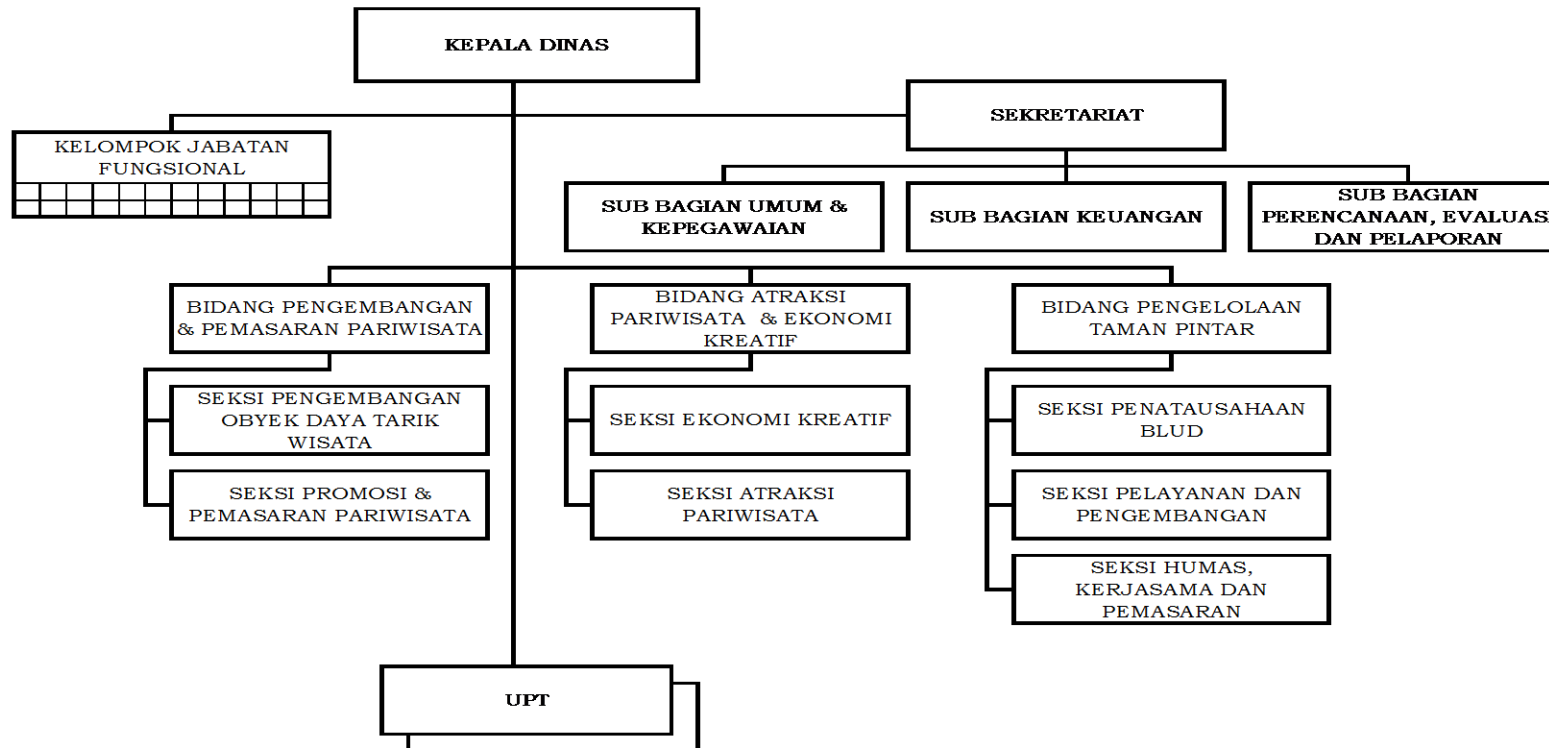 KEPALA DINAS
SEKRETARIAT
KELOMPOK JABATAN
FUNGSIONAL
SUB BAGIAN UMUM &
KEPEGAWAIAN
SUB BAGIAN KEUANGAN
SUB BAGIAN
PERENCANAAN, EVALUASI
DAN PELAPORAN
BIDANG PENGEMBANGAN
& PEMASARAN PARIWISATA
BIDANG ATRAKSI
PARIWISATA & EKONOMI
KREATIF
BIDANG PENGELOLAAN
TAMAN PINTAR
SEKSI PENGEMBANGAN
OBYEK DAYA TARIK
WISATA
SEKSI EKONOMI KREATIF
SEKSI PENATAUSAHAAN
BLUD
SEKSI PROMOSI &
PEMASARAN PARIWISATA
SEKSI ATRAKSI
PARIWISATA
SEKSI PELAYANAN DAN
PENGEMBANGAN
SEKSI HUMAS,
KERJASAMA DAN
PEMASARAN
UPT